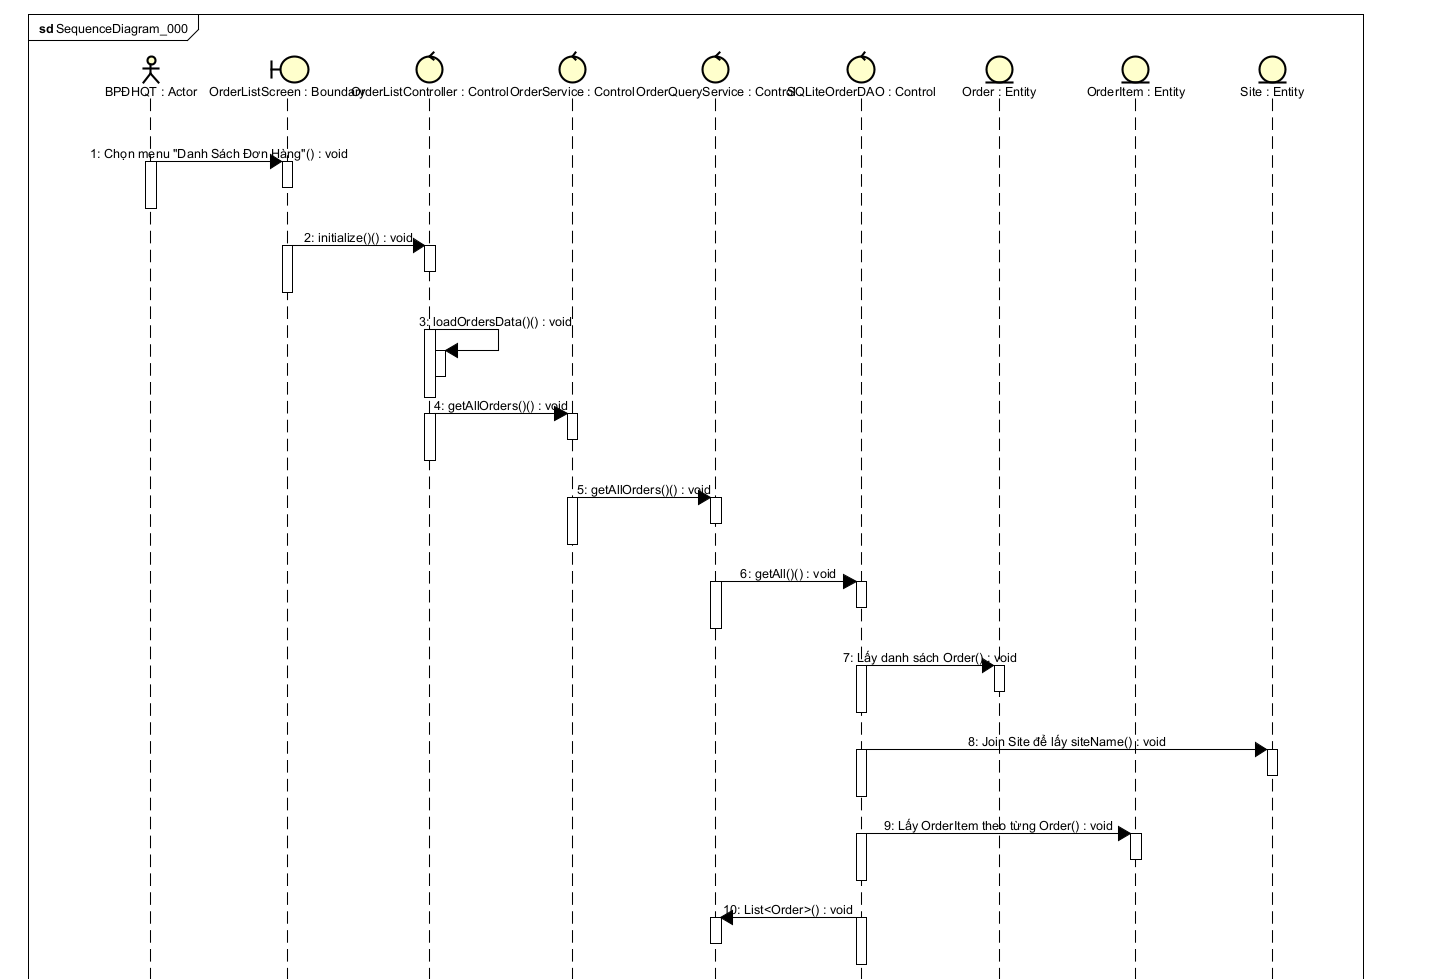 sd SequenceDiagram_000
BPĐHQT : Actor
OrderListScreen : Boundary
OrderListController : Control
OrderService : Control
OrderQueryService : Control
SQLiteOrderDAO : Control
Order : Entity
OrderItem : Entity
Site : Entity
1: Chọn menu "Danh Sách Đơn Hàng"() : void
2: initialize()() : void
3: loadOrdersData()() : void
4: getAllOrders()() : void
5: getAllOrders()() : void
6: getAll()() : void
7: Lấy danh sách Order() : void
8: Join Site để lấy siteName() : void
9: Lấy OrderItem theo từng Order() : void
10: List<Order>() : void